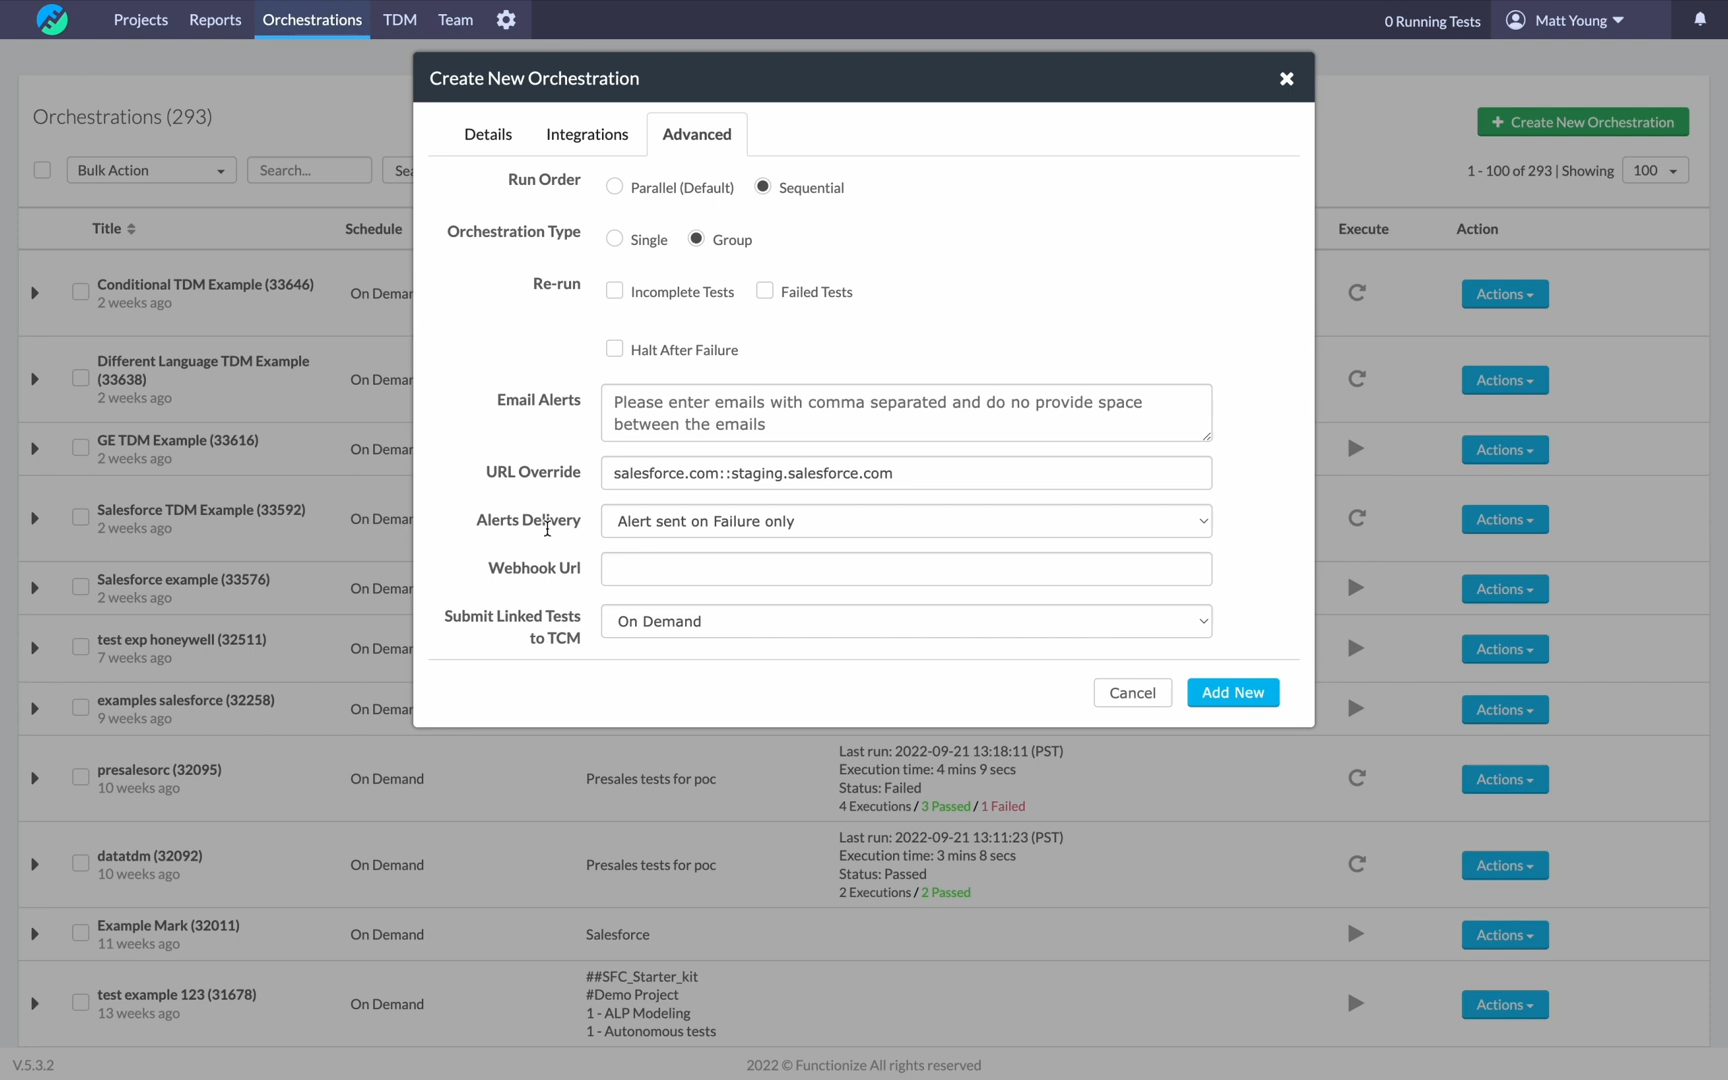 Projects Reports Orchestrations TDM Team 0 Running Tests Matt Young
Create New Orchestration
Orchestrations (293)
+ Create New Orchestration
Details Integrations Advanced
Bulk Action Search... 1 - 100 of 293 | Showing 100
Run Order Parallel (Default) Sequential
Title Schedule Execute Action
Orchestration Type Single Group
Re-run Incomplete Tests Failed Tests
Halt After Failure
Email Alerts Please enter emails with comma separated and do no provide space
between the emails
URL Override salesforce.com::staging.salesforce.com
Alerts Delivery Alert sent on Failure only
Webhook Url
Submit Linked Tests
to TCM
On Demand
Cancel Add New
Conditional TDM Example (33646)
2 weeks ago
Actions
Different Language TDM Example
(33638)
2 weeks ago
Actions
GE TDM Example (33616)
2 weeks ago
Actions
Salesforce TDM Example (33592)
2 weeks ago
Actions
Salesforce example (33576)
2 weeks ago
Actions
test exp honeywell (32511)
7 weeks ago
Actions
examples salesforce (32258)
9 weeks ago
Actions
presalesorc (32095)
10 weeks ago
On Demand
Presales tests for poc
Last run: 2022-09-21 13:18:11 (PST)
Execution time: 4 mins 9 secs
Status: Failed
4 Executions / 3 Passed / 1 Failed
Actions
datatdm (32092)
10 weeks ago
On Demand
Presales tests for poc
Last run: 2022-09-21 13:11:23 (PST)
Execution time: 3 mins 8 secs
Status: Passed
2 Executions / 2 Passed
Actions
Example Mark (32011)
11 weeks ago
On Demand
Salesforce
Actions
test example 123 (31678)
13 weeks ago
On Demand
##SFC_Starter_kit
#Demo Project
1 - ALP Modeling
1 - Autonomous tests
Actions
V.5.3.2 2022 © Functionize All rights reserved